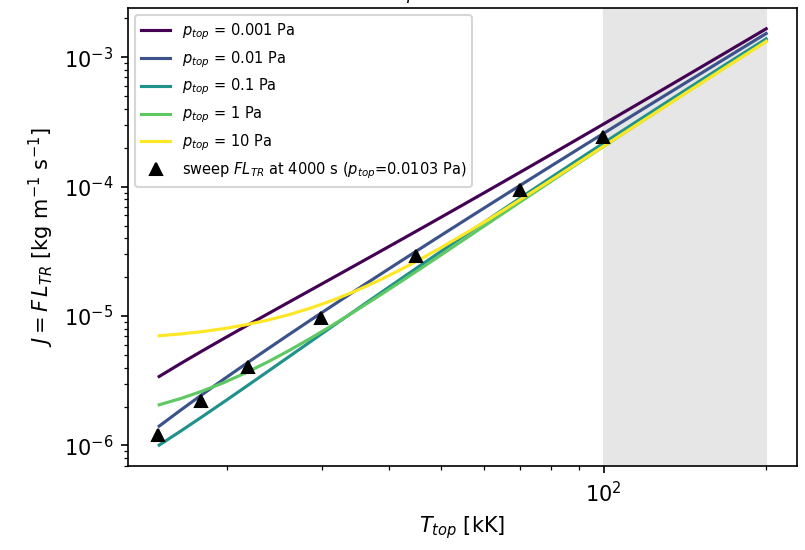 p_top = 0.001 Pa
p_top = 0.01 Pa
p_top = 0.1 Pa
p_top = 1 Pa
p_top = 10 Pa
sweep FL_TR at 4000 s (p_top=0.0103 Pa)
10⁻³
10⁻⁴
10⁻⁵
10⁻⁶
J = F L_TR [kg m⁻¹ s⁻¹]
10²
T_top [kK]